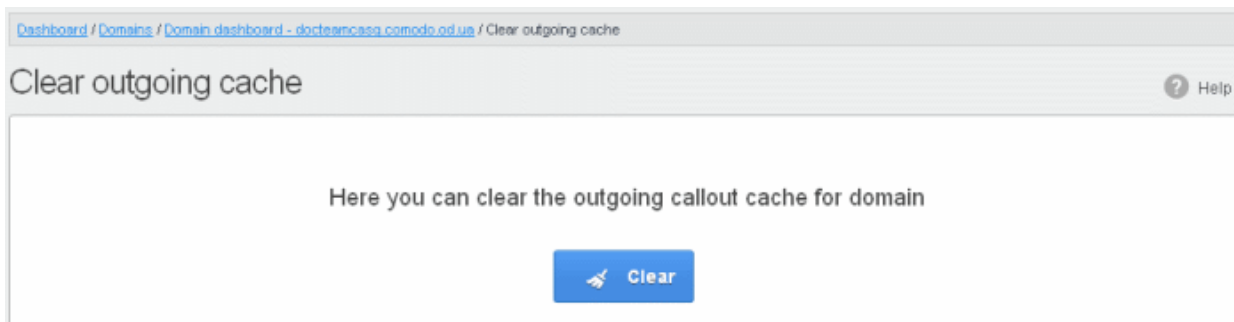 Dashboard / Domains / Domain dashboard - docteamcasg.comodo.od.ua / Clear outgoing cache
Clear outgoing cache
? Help
Here you can clear the outgoing callout cache for domain
Clear